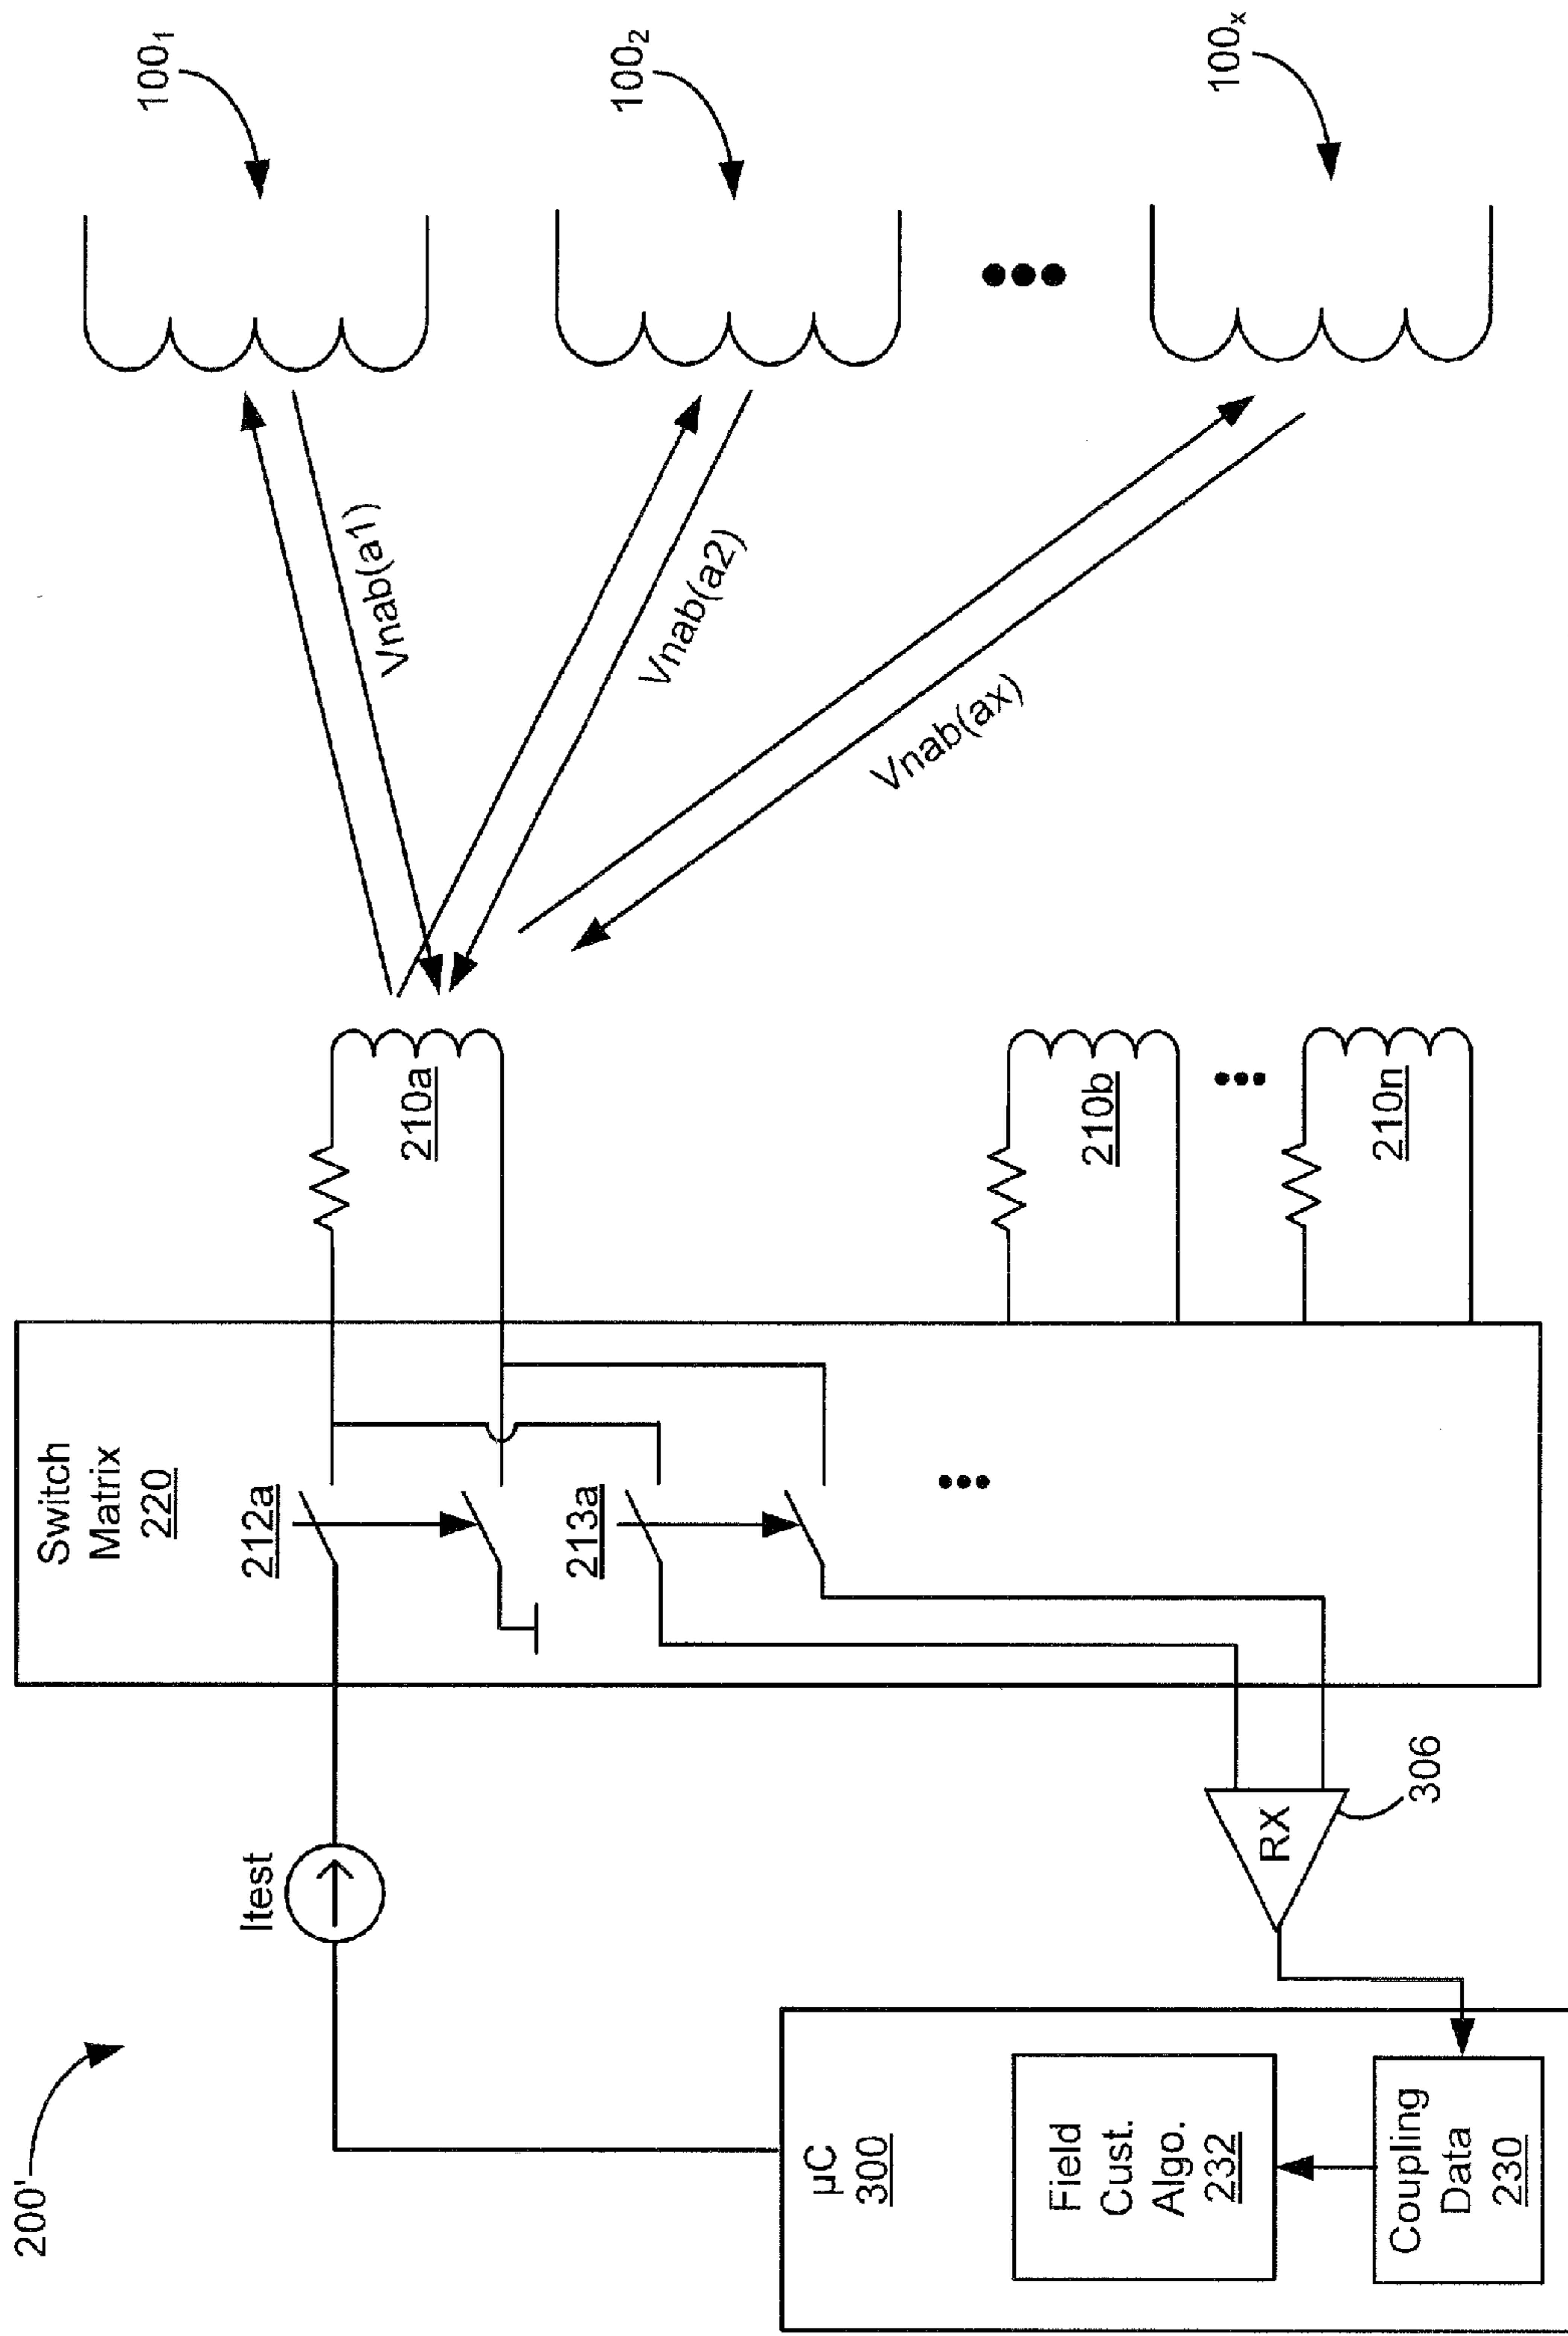 200'
Itest
Switch
Matrix
220
212a
213a
210a
210b
210n
Vnab(a1)
Vnab(a2)
Vnab(ax)
100₁
100₂
100ₓ
µC
300
Field
Cust.
Algo.
232
Coupling
Data
230
RX
306